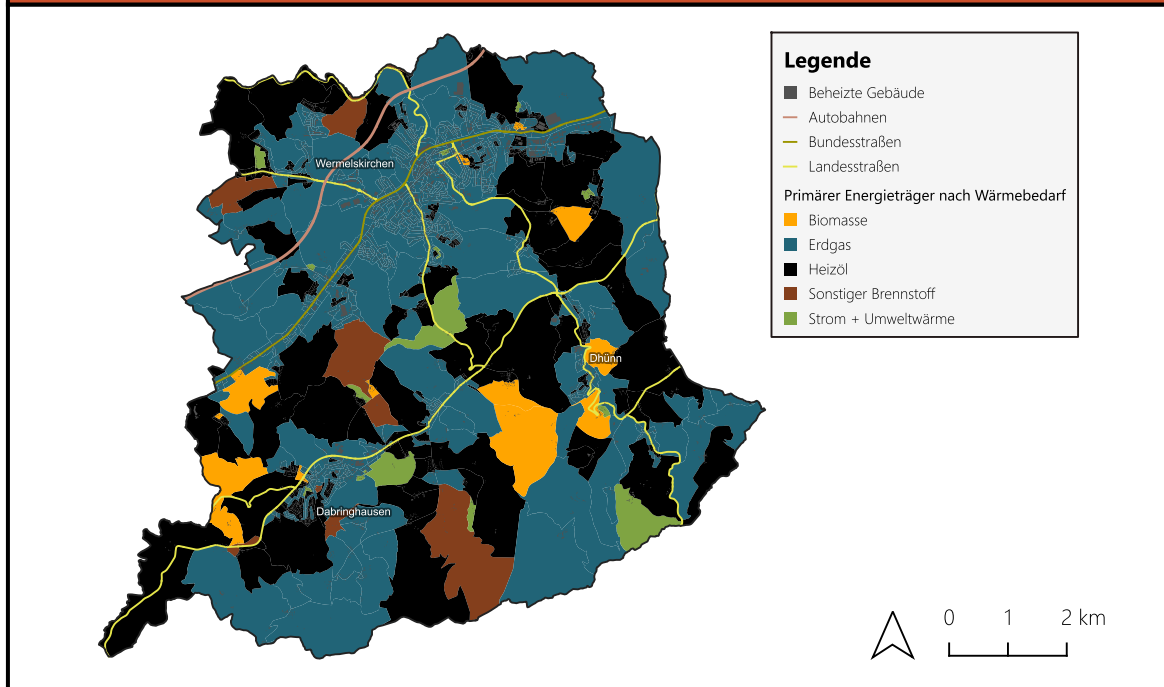 Legende
Beheizte Gebäude
Autobahnen
Bundesstraßen
Landesstraßen
Primärer Energieträger nach Wärmebedarf
Biomasse
Erdgas
Heizöl
Sonstiger Brennstoff
Strom + Umweltwärme
Wermelskirchen
Dhünn
Dabringhausen
0 1 2 km